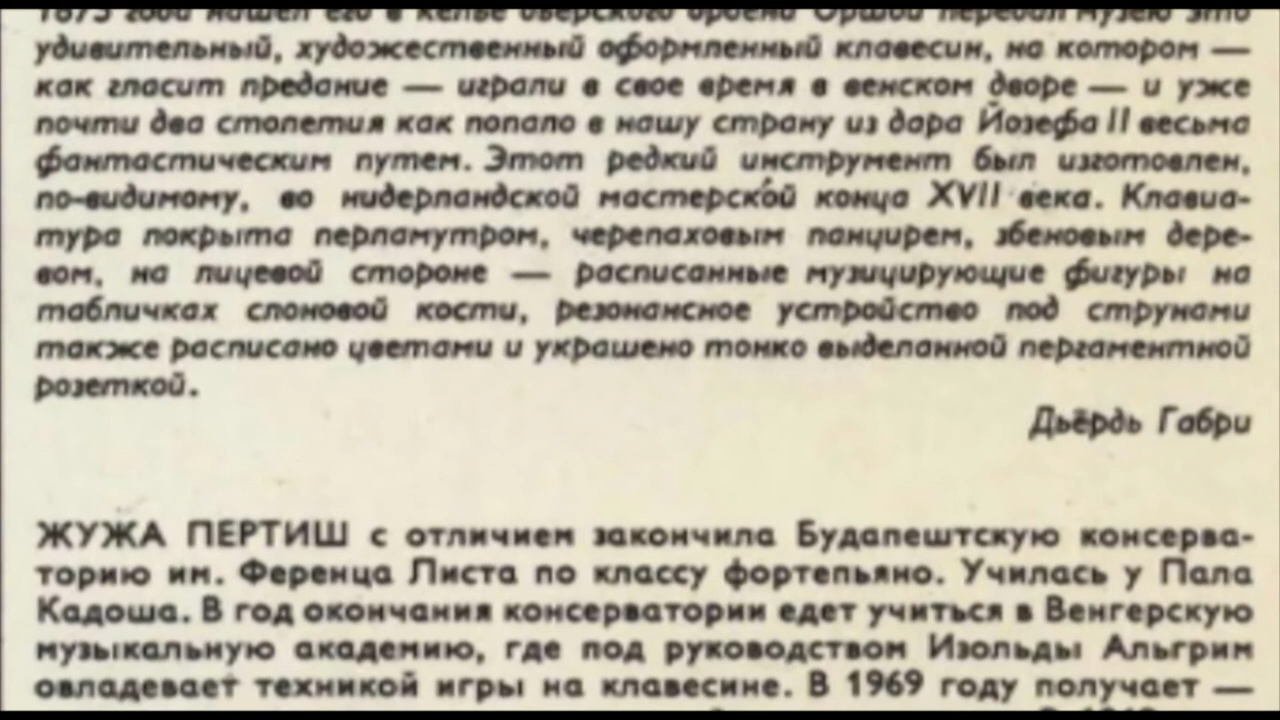 1875 года нашел его в келье
удивительный, художественный оформленный клавесин, на котором —
как гласит предание — играли в свое время в венском дворе — и уже
почти два столетия как попало в нашу страну из дара Йозефа II весьма
фантастическим путем. Этот редкий инструмент был изготовлен,
по-видимому, во нидерландской мастерской конца XVII века. Клавиа-
тура покрыта перламутром, черепаховым панцирем, эбеновым дере-
вом, на лицевой стороне — расписанные музицирующие фигуры на
табличках слоновой кости, резонансное устройство под струнами
также расписано цветами и украшено тонко выделанной пергаментной
розеткой.
Дьёрдь Габри
ЖУЖА ПЕРТИШ с отличием закончила Будапештскую консерва-
торию им. Ференца Листа по классу фортепьяно. Училась у Пала
Кадоша. В год окончания консерватории едет учиться в Венгерскую
музыкальную академию, где под руководством Изольды Альгрим
овладевает техникой игры на клавесине. В 1969 году получает —